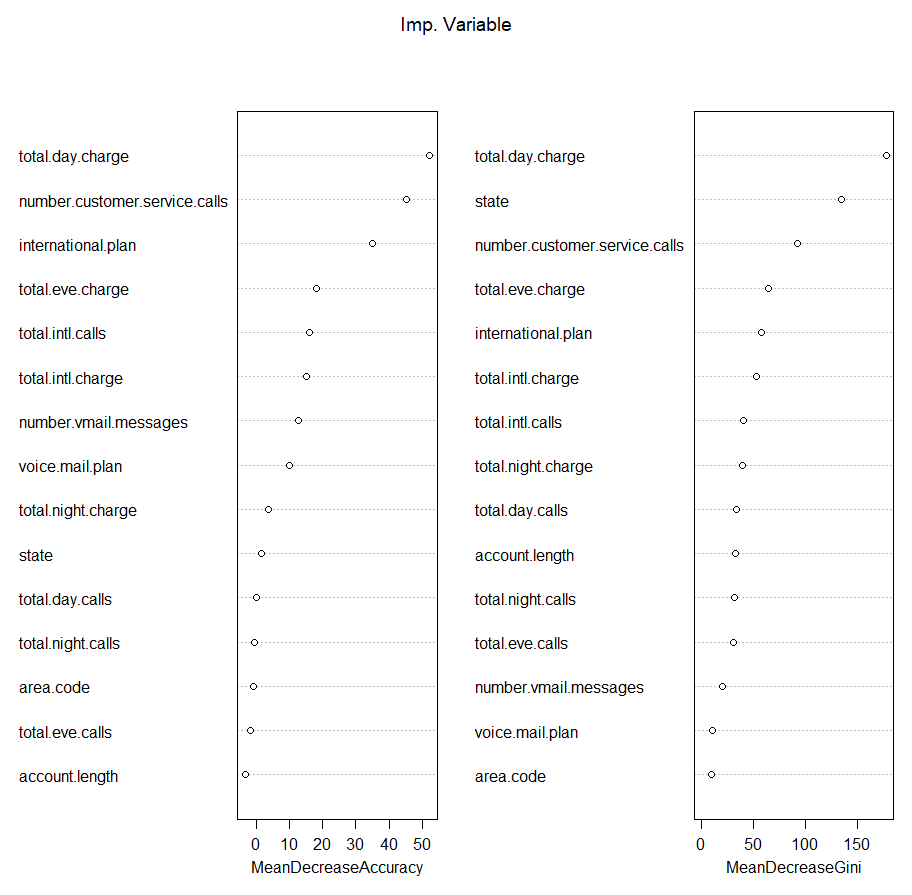 Imp. Variable
total.day.charge
number.customer.service.calls
international.plan
total.eve.charge
total.intl.calls
total.intl.charge
number.vmail.messages
voice.mail.plan
total.night.charge
state
total.day.calls
total.night.calls
area.code
total.eve.calls
account.length
0 10 20 30 40 50
MeanDecreaseAccuracy
total.day.charge
state
number.customer.service.calls
total.eve.charge
international.plan
total.intl.charge
total.intl.calls
total.night.charge
total.day.calls
account.length
total.night.calls
total.eve.calls
number.vmail.messages
voice.mail.plan
area.code
0 50 100 150
MeanDecreaseGini